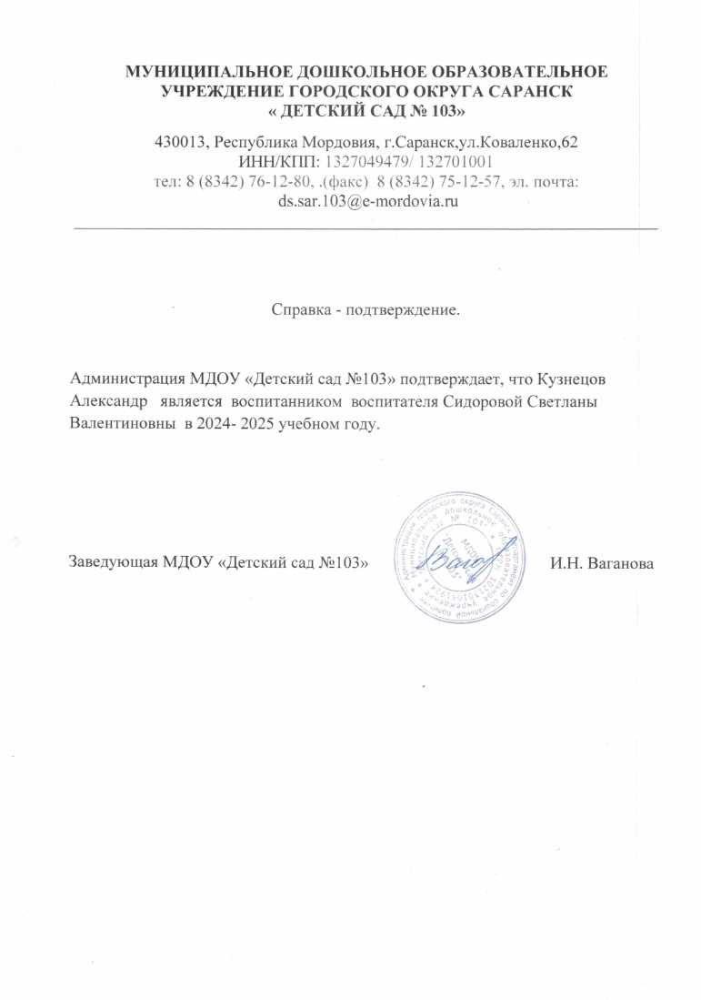 МУНИЦИПАЛЬНОЕ ДОШКОЛЬНОЕ ОБРАЗОВАТЕЛЬНОЕ
УЧРЕЖДЕНИЕ ГОРОДСКОГО ОКРУГА САРАНСК
« ДЕТСКИЙ САД № 103»
430013, Республика Мордовия, г.Саранск,ул.Коваленко,62
ИНН/КПП: 1327049479/ 132701001
тел: 8 (8342) 76-12-80, .(факс)  8 (8342) 75-12-57, эл. почта:
ds.sar.103@e-mordovia.ru
Справка - подтверждение.
Администрация МДОУ «Детский сад №103» подтверждает, что Кузнецов
Александр  является  воспитанником  воспитателя Сидоровой Светланы
Валентиновны  в 2024- 2025 учебном году.
Заведующая МДОУ «Детский сад №103»
И.Н. Ваганова